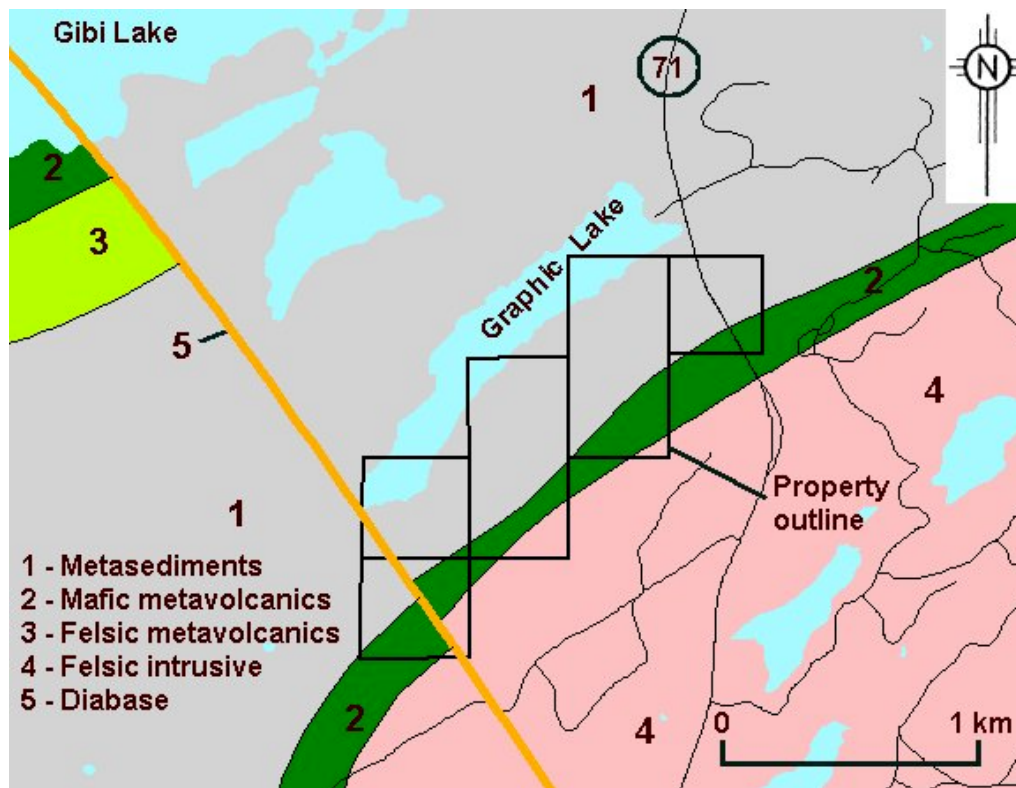 Gibi Lake
71
N
1
2
3
Graphic Lake
2
5
4
Property
outline
1
1 - Metasediments
2 - Mafic metavolcanics
3 - Felsic metavolcanics
4 - Felsic intrusive
5 - Diabase
2
4
0 1 km